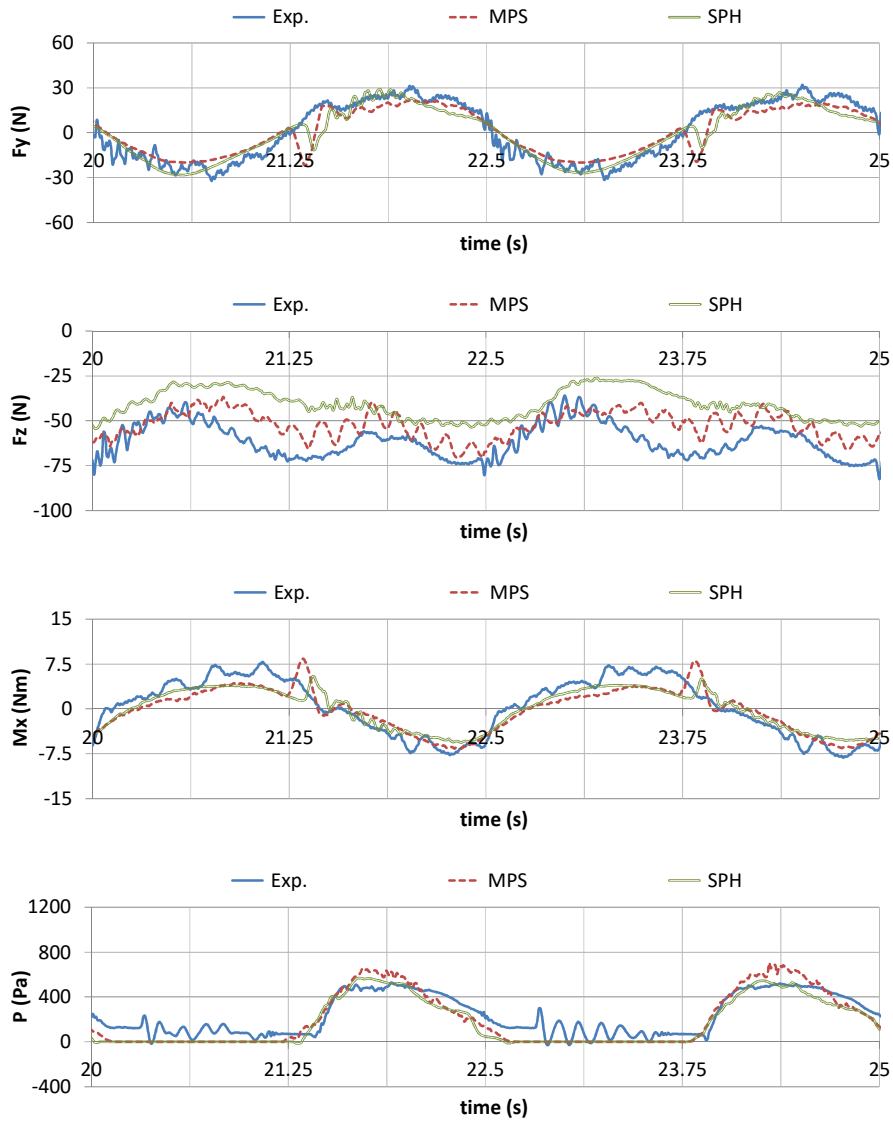 Exp. MPS SPH
60
30
0
-30
-60
Fy (N)
20 21.25 22.5 23.75 25
time (s)
Exp. MPS SPH
0
-25
-50
-75
-100
Fz (N)
20 21.25 22.5 23.75 25
time (s)
Exp. MPS SPH
15
7.5
0
-7.5
-15
Mx (Nm)
20 21.25 22.5 23.75 25
time (s)
Exp. MPS SPH
1200
800
400
0
-400
P (Pa)
20 21.25 22.5 23.75 25
time (s)